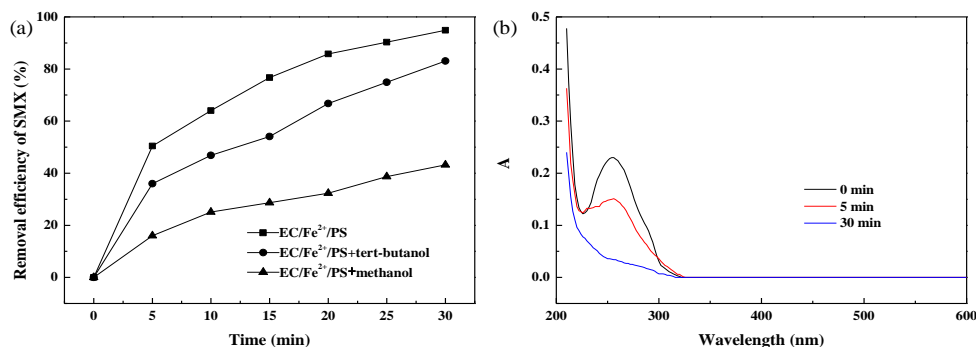 (a)
100
80
60
40
20
0
Removal efficiency of SMX (%)
EC/Fe²⁺/PS
EC/Fe²⁺/PS+tert-butanol
EC/Fe²⁺/PS+methanol
0 5 10 15 20 25 30
Time (min)
(b)
0.5
0.4
0.3
0.2
0.1
0.0
A
0 min
5 min
30 min
200 300 400 500 600
Wavelength (nm)